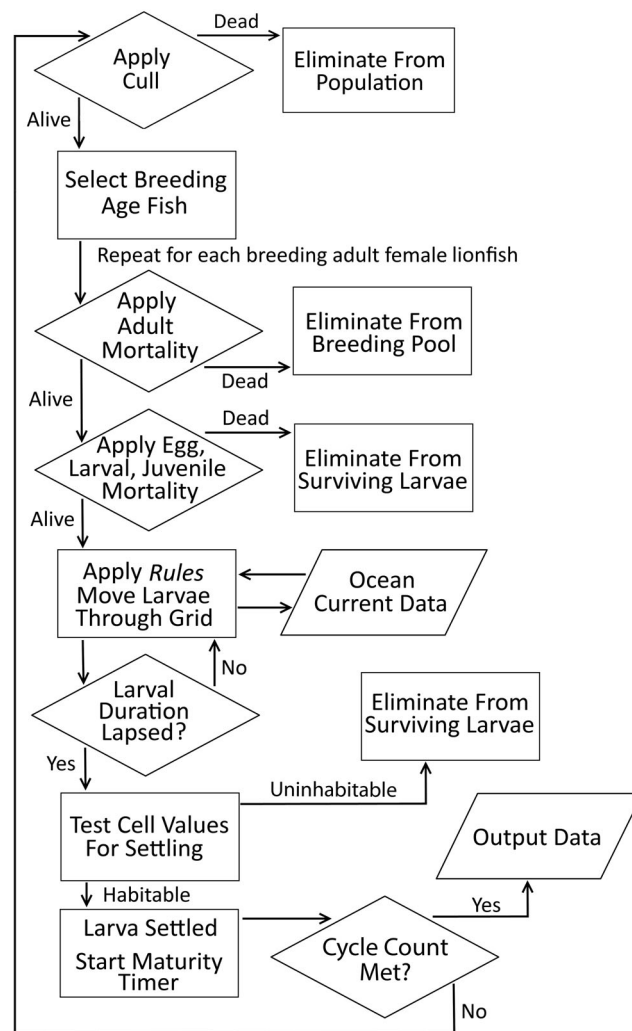 Dead
Apply
Cull
Eliminate From
Population
Alive
Select Breeding
Age Fish
Repeat for each breeding adult female lionfish
Apply
Adult
Mortality
Eliminate From
Breeding Pool
Dead
Alive
Dead
Apply Egg,
Larval, Juvenile
Mortality
Eliminate From
Surviving Larvae
Alive
Apply Rules
Move Larvae
Through Grid
Ocean
Current Data
No
Larval
Duration
Lapsed?
Eliminate From
Surviving Larvae
Yes
Uninhabitable
Test Cell Values
For Settling
Output Data
Habitable
Yes
Larva Settled
Start Maturity
Timer
Cycle Count
Met?
No